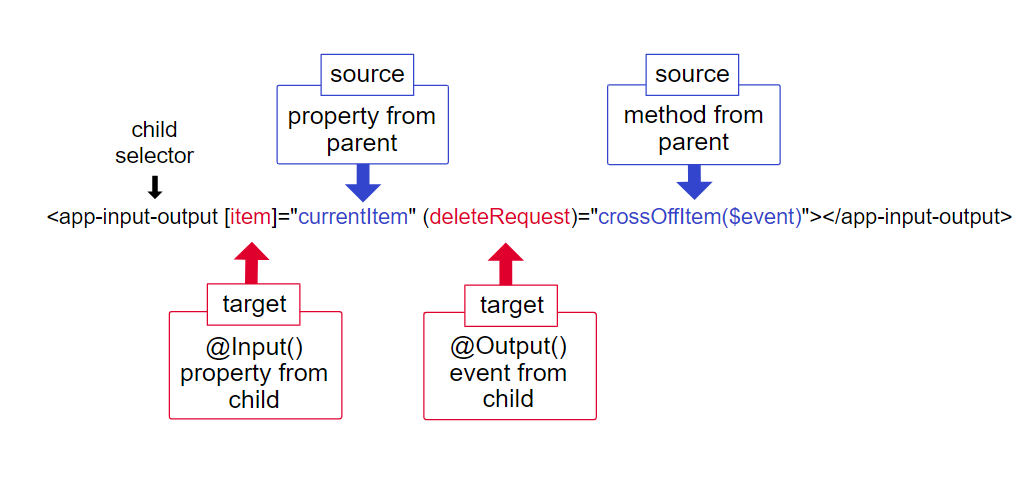 source
property from
parent
source
method from
parent
child
selector
<app-input-output [item]="currentItem" (deleteRequest)="crossOffItem($event)"></app-input-output>
target
@Input()
property from
child
target
@Output()
event from
child